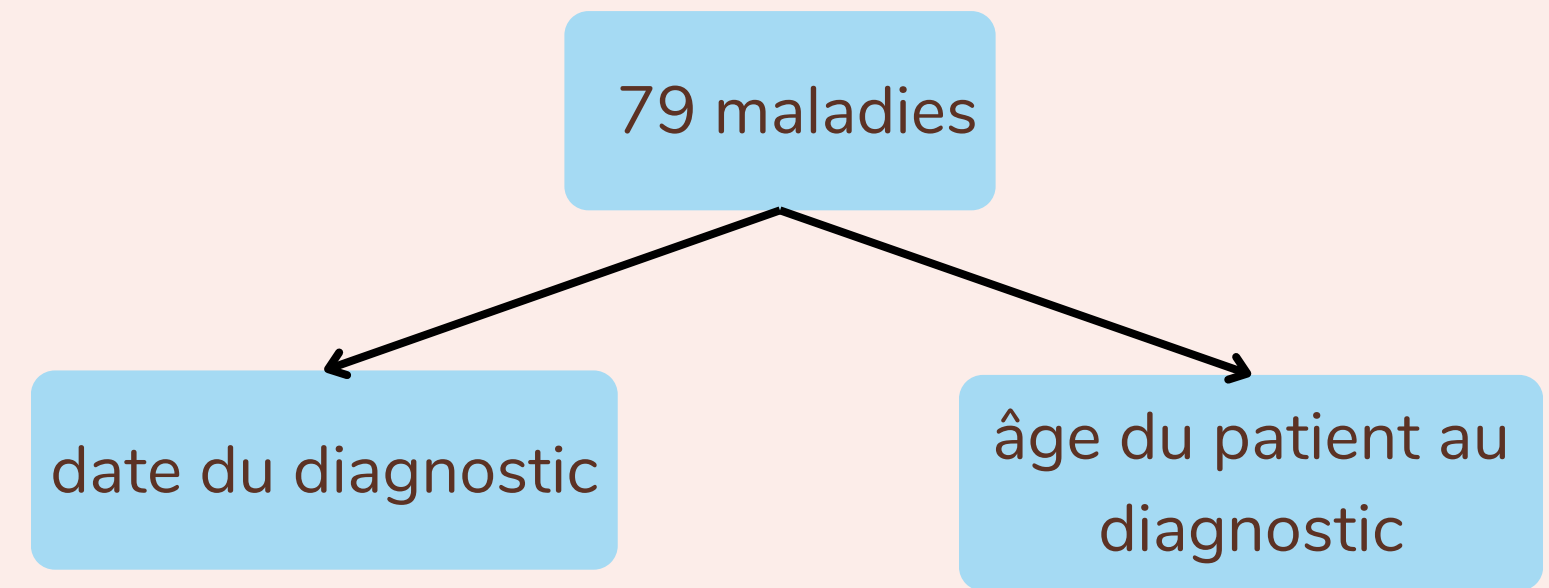 79 maladies
date du diagnostic
âge du patient au
diagnostic